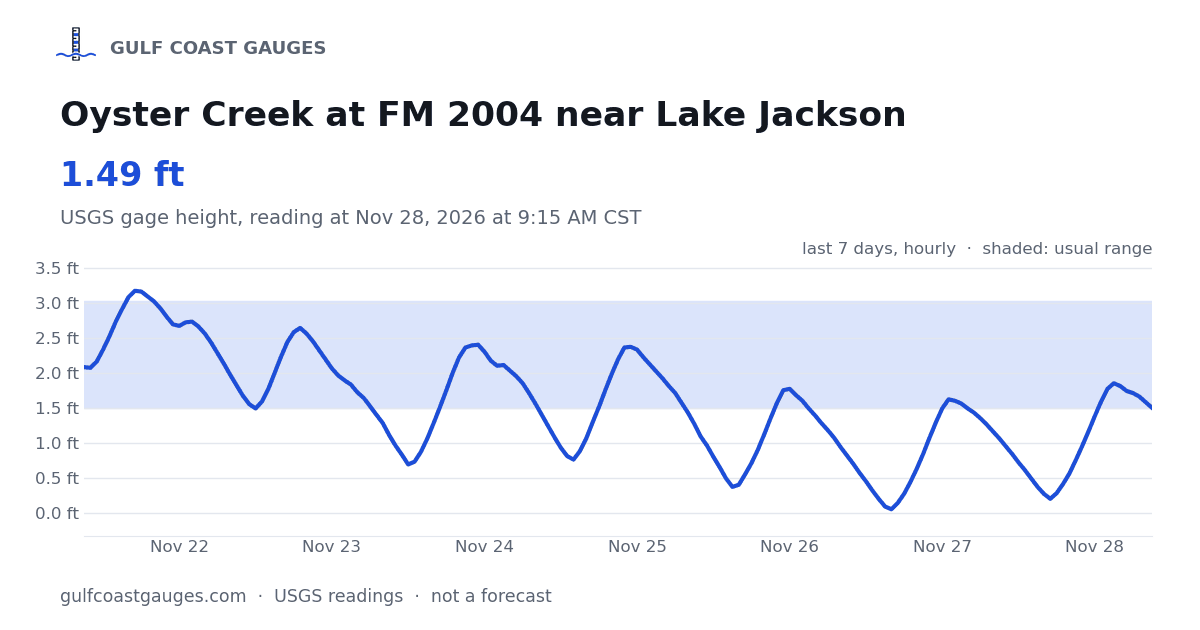 GULF COAST GAUGES
Oyster Creek at FM 2004 near Lake Jackson
1.49 ft
USGS gage height, reading at Nov 28, 2026 at 9:15 AM CST
last 7 days, hourly · shaded: usual range
3.5 ft
3.0 ft
2.5 ft
2.0 ft
1.5 ft
1.0 ft
0.5 ft
0.0 ft
Nov 22 Nov 23 Nov 24 Nov 25 Nov 26 Nov 27 Nov 28
gulfcoastgauges.com · USGS readings · not a forecast